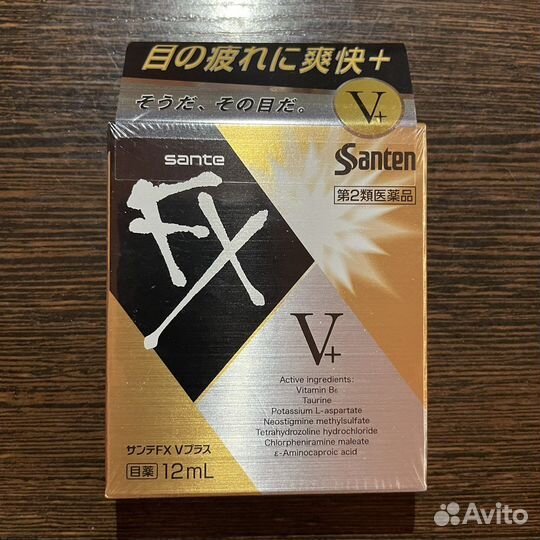 目の疲れに爽快+
そうだ、その目だ。
V+
sante
Santen
第2類医薬品
FX
V+
Active ingredients:
Vitamin B6
Taurine
Potassium L-aspartate
Neostigmine methylsulfate
Tetrahydrozoline hydrochloride
Chlorpheniramine maleate
ε-Aminocaproic acid
サンテFX Vプラス
目薬 12mL
Avito